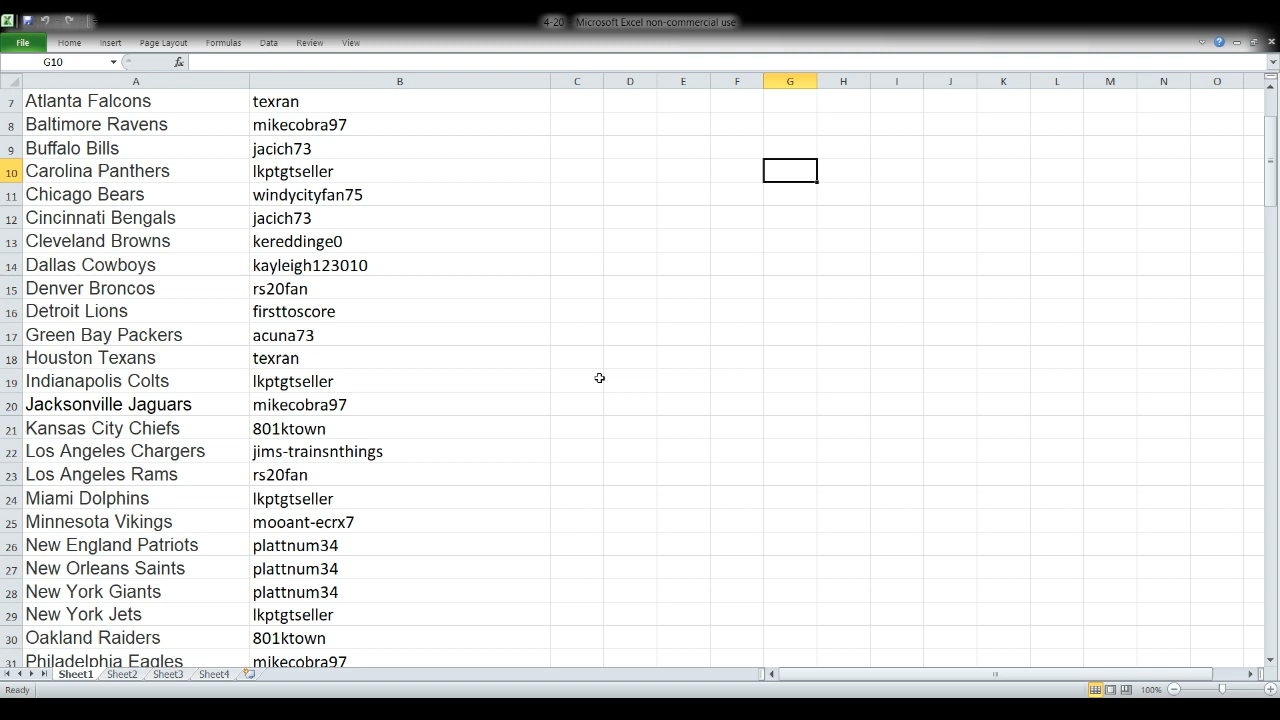 4-20 - Microsoft Excel non-commercial use
File Home Insert Page Layout Formulas Data Review View
G10 fx
A B C D E F G H I J K L M N O
7 Atlanta Falcons texran
8 Baltimore Ravens mikecobra97
9 Buffalo Bills jacich73
10 Carolina Panthers lkptgtseller
11 Chicago Bears windycityfan75
12 Cincinnati Bengals jacich73
13 Cleveland Browns kereddinge0
14 Dallas Cowboys kayleigh123010
15 Denver Broncos rs20fan
16 Detroit Lions firsttoscore
17 Green Bay Packers acuna73
18 Houston Texans texran
19 Indianapolis Colts lkptgtseller
20 Jacksonville Jaguars mikecobra97
21 Kansas City Chiefs 801ktown
22 Los Angeles Chargers jims-trainsnthings
23 Los Angeles Rams rs20fan
24 Miami Dolphins lkptgtseller
25 Minnesota Vikings mooant-ecrx7
26 New England Patriots plattnum34
27 New Orleans Saints plattnum34
28 New York Giants plattnum34
29 New York Jets lkptgtseller
30 Oakland Raiders 801ktown
31 Philadelphia Eagles mikecobra97
Sheet1 Sheet2 Sheet3 Sheet4
Ready 100%